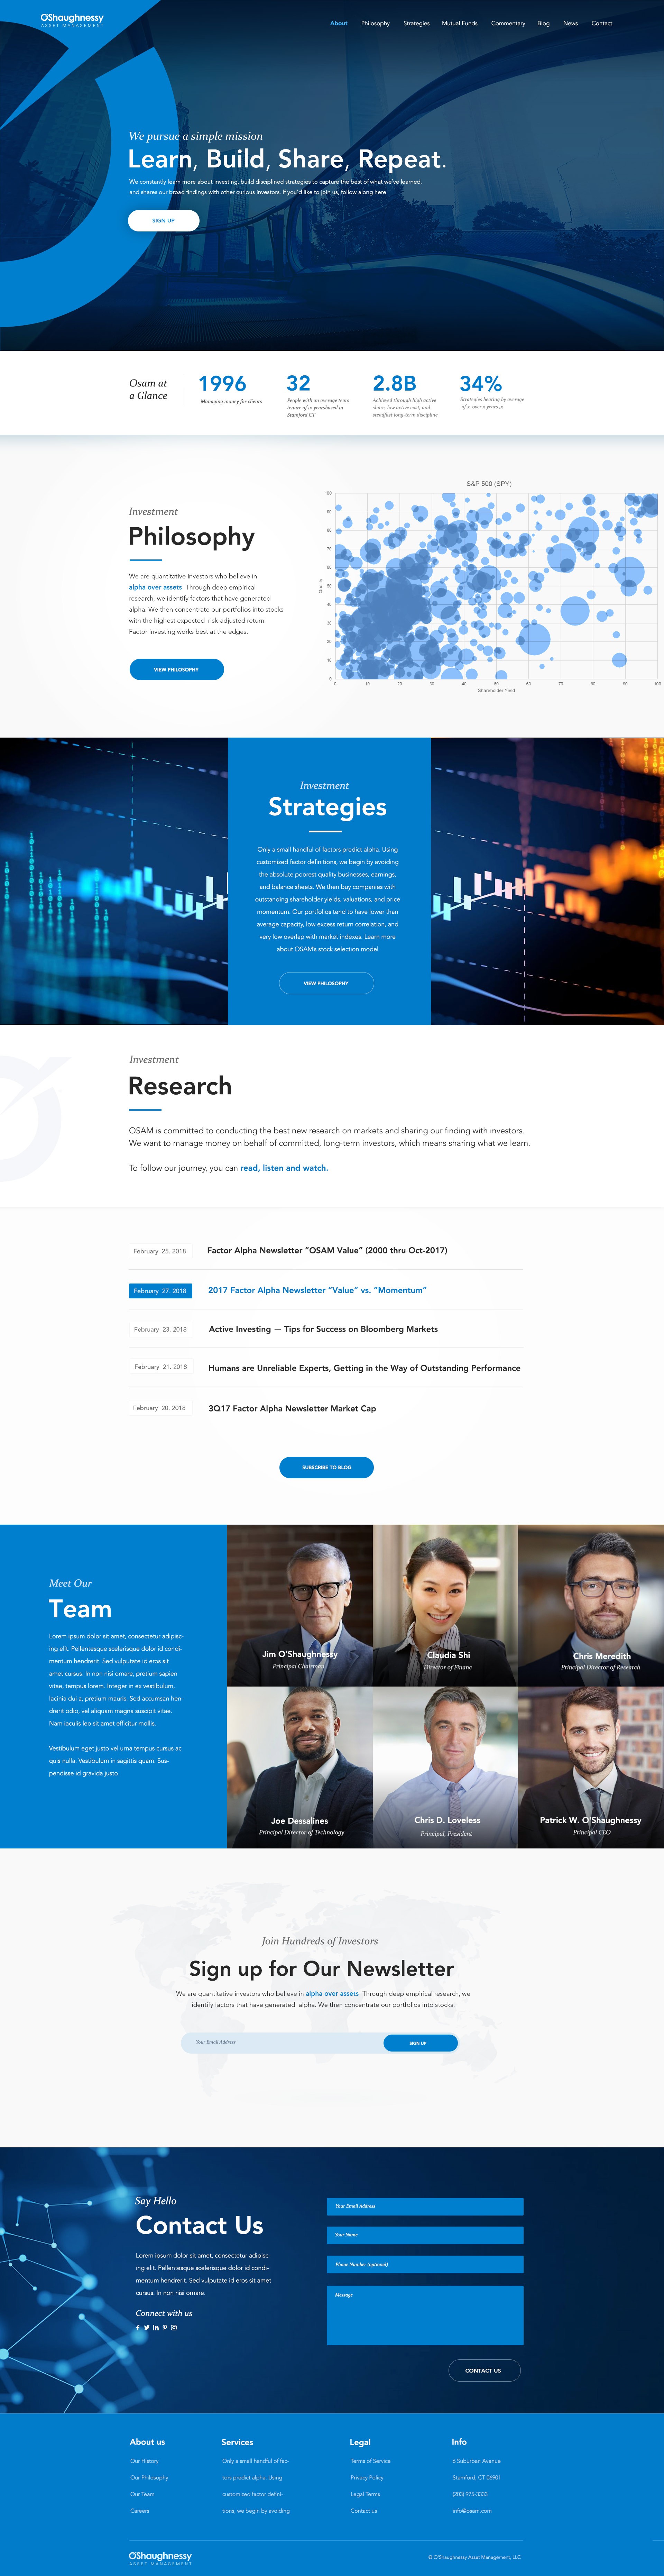 OShaughnessy
ASSET MANAGEMENT
About Philosophy Strategies Mutual Funds Commentary Blog News Contact
We pursue a simple mission
Learn, Build, Share, Repeat.
We constantly learn more about investing, build disciplined strategies to capture the best of what we've learned,
and shares our broad findings with other curious investors. If you'd like to join us, follow along here
SIGN UP
Osam at
a Glance
1996
Managing money for clients
32
People with an average team
tenure of xx yearsbased in
Stamford CT
2.8B
Achieved through high active
share, low active cost, and
steadfast long-term discipline
34%
Strategies beating by average
of x, over x years ,x
Investment
Philosophy
We are quantitative investors who believe in
alpha over assets Through deep empirical
research, we identify factors that have generated
alpha. We then concentrate our portfolios into stocks
with the highest expected risk-adjusted return
Factor investing works best at the edges.
VIEW PHILOSOPHY
S&P 500 (SPY)
100
90
80
70
60
50
40
30
20
10
0
Quality
0 10 20 30 40 50 60 70 80 90 100
Shareholder Yield
Investment
Strategies
Only a small handful of factors predict alpha. Using
customized factor definitions, we begin by avoiding
the absolute poorest quality businesses, earnings,
and balance sheets. We then buy companies with
outstanding shareholder yields, valuations, and price
momentum. Our portfolios tend to have lower than
average capacity, low excess return correlation, and
very low overlap with market indexes. Learn more
about OSAM's stock selection model
VIEW PHILOSOPHY
Investment
Research
OSAM is committed to conducting the best new research on markets and sharing our finding with investors.
We want to manage money on behalf of committed, long-term investors, which means sharing what we learn.
To follow our journey, you can read, listen and watch.
February 25. 2018 Factor Alpha Newsletter "OSAM Value" (2000 thru Oct-2017)
February 27. 2018 2017 Factor Alpha Newsletter "Value" vs. "Momentum"
February 23. 2018 Active Investing — Tips for Success on Bloomberg Markets
February 21. 2018 Humans are Unreliable Experts, Getting in the Way of Outstanding Performance
February 20. 2018 3Q17 Factor Alpha Newsletter Market Cap
SUBSCRIBE TO BLOG
Meet Our
Team
Lorem ipsum dolor sit amet, consectetur adipisc-
ing elit. Pellentesque scelerisque dolor id condi-
mentum hendrerit. Sed vulputate id eros sit
amet cursus. In non nisi ornare, pretium sapien
vitae, tempus lorem. Integer in ex vestibulum,
lacinia dui a, pretium mauris. Sed accumsan hen-
drerit odio, vel aliquam magna suscipit vitae.
Nam iaculis leo sit amet efficitur mollis.
Vestibulum eget justo vel urna tempus cursus ac
quis nulla. Vestibulum in sagittis quam. Sus-
pendisse id gravida justo.
Jim O'Shaughnessy
Principal Chairman
Claudia Shi
Director of Financ
Chris Meredith
Principal Director of Research
Joe Dessalines
Principal Director of Technology
Chris D. Loveless
Principal, President
Patrick W. O'Shaughnessy
Principal CEO
Join Hundreds of Investors
Sign up for Our Newsletter
We are quantitative investors who believe in alpha over assets Through deep empirical research, we
identify factors that have generated alpha. We then concentrate our portfolios into stocks.
Your Email Address
SIGN UP
Say Hello
Contact Us
Lorem ipsum dolor sit amet, consectetur adipisc-
ing elit. Pellentesque scelerisque dolor id condi-
mentum hendrerit. Sed vulputate id eros sit amet
cursus. In non nisi ornare.
Connect with us
Your Email Address
Your Name
Phone Number (optional)
Message
CONTACT US
About us
Our History
Our Philosophy
Our Team
Careers
Services
Only a small handful of fac-
tors predict alpha. Using
customized factor defini-
tions, we begin by avoiding
Legal
Terms of Service
Privacy Policy
Legal Terms
Contact us
Info
6 Suburban Avenue
Stamford, CT 06901
(203) 975-3333
info@osam.com
OShaughnessy
ASSET MANAGEMENT
© O'Shaughnessy Asset Management, LLC